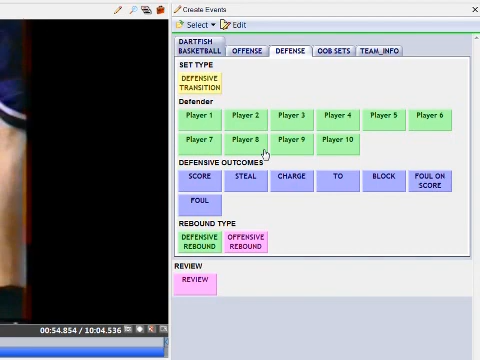 Create Events
Select Edit
DARTFISH
BASKETBALL OFFENSE DEFENSE OOB SETS TEAM_INFO
SET TYPE
DEFENSIVE
TRANSITION
Defender
Player 1 Player 2 Player 3 Player 4 Player 5 Player 6
Player 7 Player 8 Player 9 Player 10
DEFENSIVE OUTCOMES
SCORE STEAL CHARGE TO BLOCK FOUL ON
SCORE
FOUL
REBOUND TYPE
DEFENSIVE OFFENSIVE
REBOUND REBOUND
REVIEW
REVIEW
00:54.854 / 10:04.536